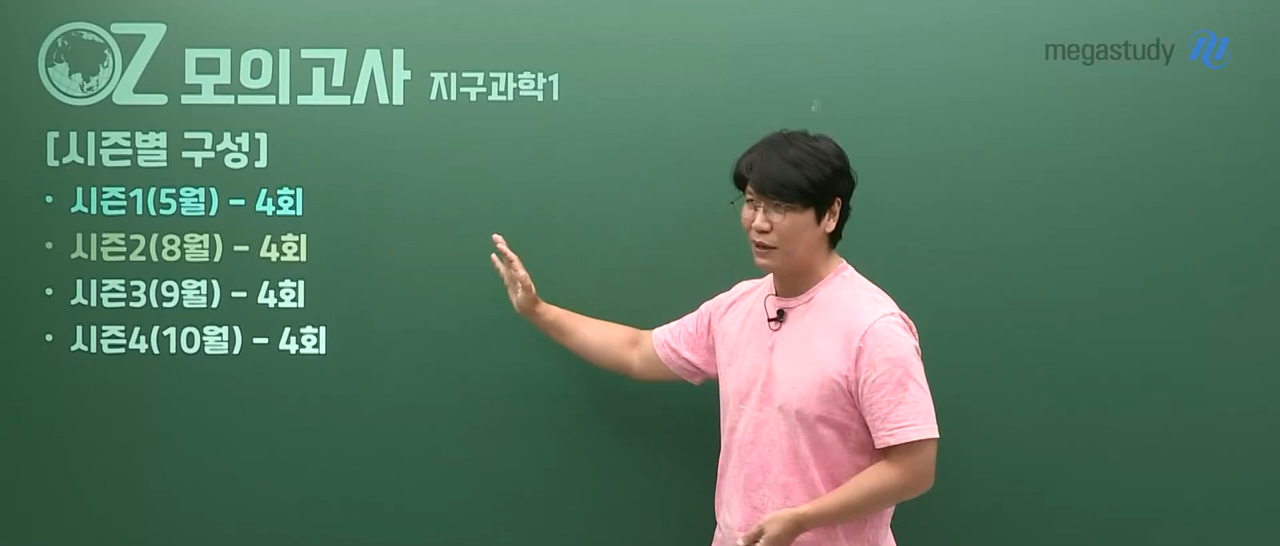 OZ 모의고사 지구과학1
megastudy
[시즌별 구성]
• 시즌1(5월) – 4회
• 시즌2(8월) – 4회
• 시즌3(9월) – 4회
• 시즌4(10월) – 4회